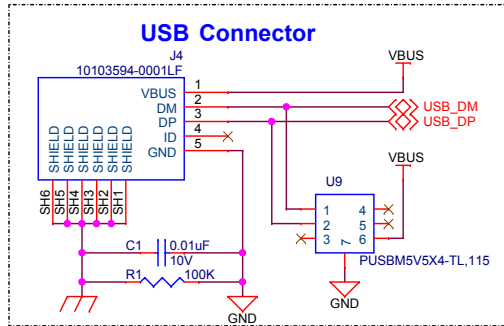 USB Connector
J4
10103594-0001LF
VBUS 1
DM 2
DP 3
ID 4
GND 5
SHIELD SHIELD SHIELD SHIELD SHIELD SHIELD
SH6 SH5 SH4 SH3 SH2 SH1
VBUS
USB_DM
USB_DP
VBUS
U9
1 4
2 5
3 7 6
PUSBM5V5X4-TL,115
C1 0.01uF
10V
R1 100K
GND
GND